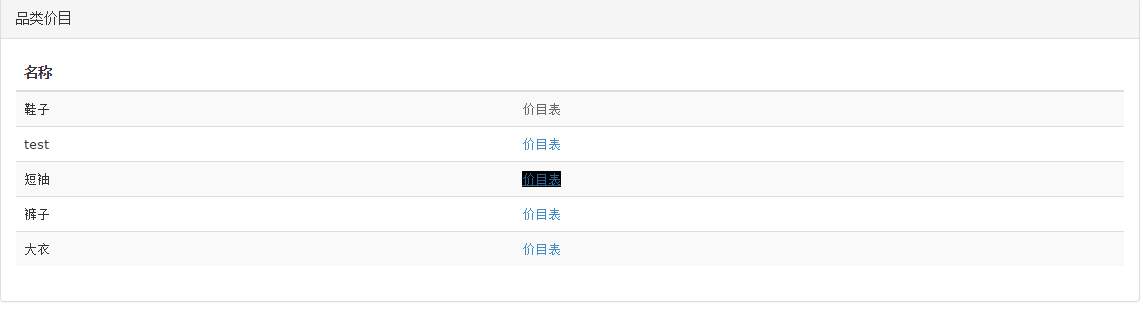 品类价目
名称
鞋子 价目表
test 价目表
短袖 价目表
裤子 价目表
大衣 价目表